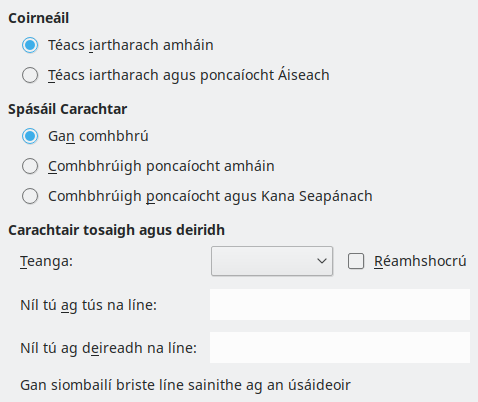 Coirneáil
Téacs iartharach amháin
Téacs iartharach agus poncaíocht Áiseach
Spásáil Carachtar
Gan comhbhrú
Comhbhrúigh poncaíocht amháin
Comhbhrúigh poncaíocht agus Kana Seapánach
Carachtair tosaigh agus deiridh
Teanga:
Réamhshocrú
Níl tú ag tús na líne:
Níl tú ag deireadh na líne:
Gan siombailí briste líne sainithe ag an úsáideoir